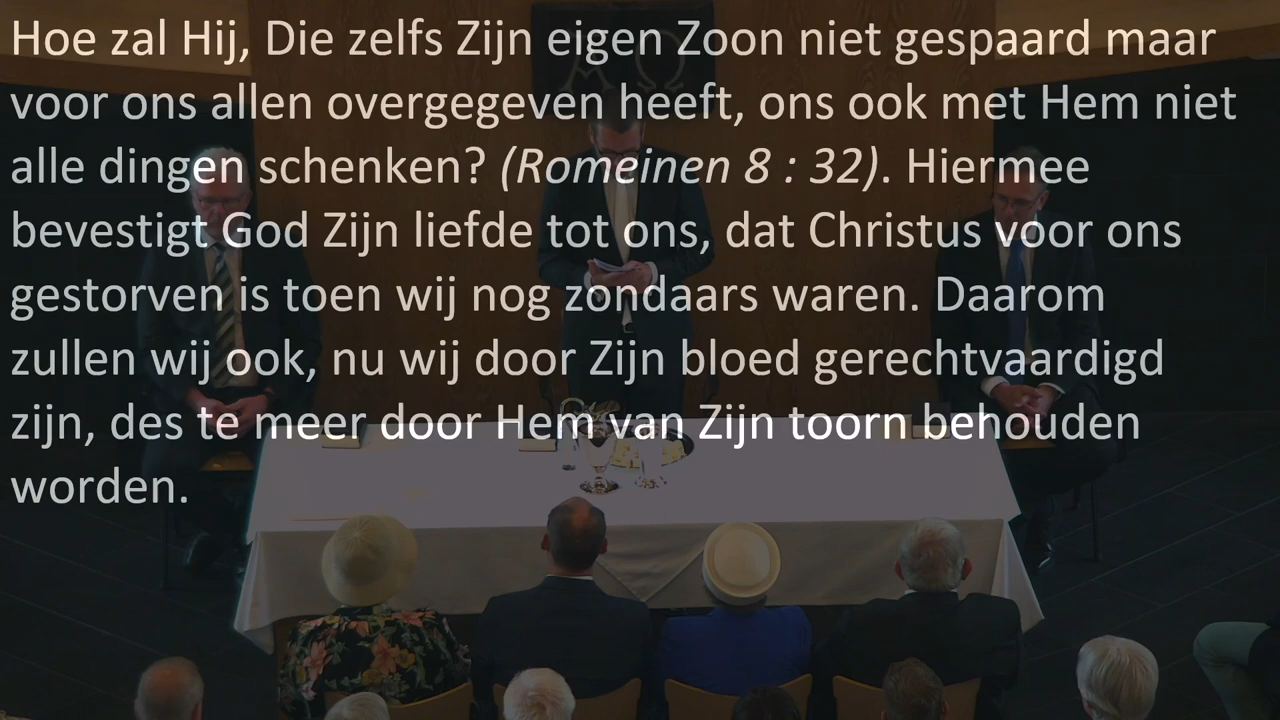 Hoe zal Hij, Die zelfs Zijn eigen Zoon niet gespaard maar
voor ons allen overgegeven heeft, ons ook met Hem niet
alle dingen schenken? (Romeinen 8 : 32). Hiermee
bevestigt God Zijn liefde tot ons, dat Christus voor ons
gestorven is toen wij nog zondaars waren. Daarom
zullen wij ook, nu wij door Zijn bloed gerechtvaardigd
zijn, des te meer door Hem van Zijn toorn behouden
worden.
Α Ω